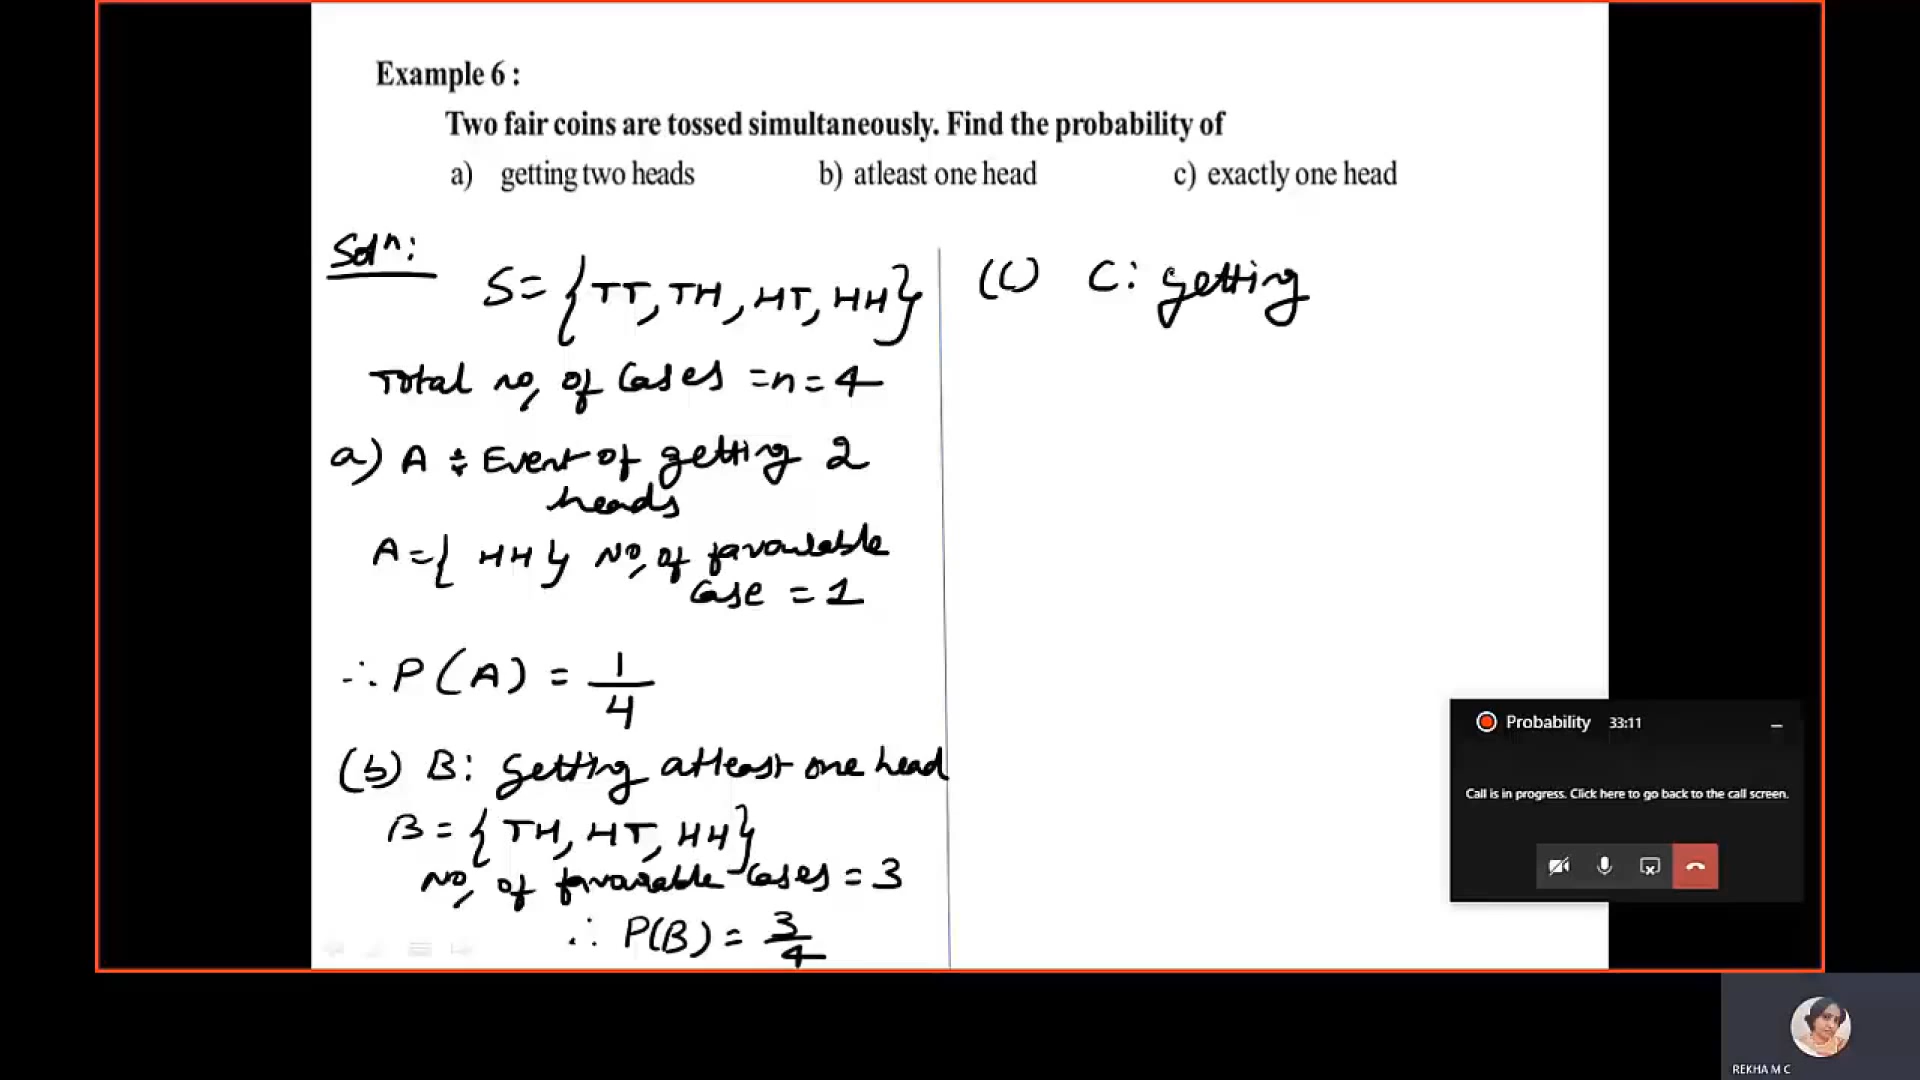 Example 6 :
Two fair coins are tossed simultaneously. Find the probability of
a) getting two heads b) atleast one head c) exactly one head
Soln:
S = {TT, TH, HT, HH}
Total no, of Cases = n = 4
a) A : Event of getting 2
heads
A = { HH } No, of favourable
Case = 1
∴ P(A) = 1/4
(b) B: Getting atleast one head
B = {TH, HT, HH}
No, of favourable Cases = 3
∴ P(B) = 3/4
(C) C: getting
Probability 33:11
Call is in progress. Click here to go back to the call screen.
REKHA M C